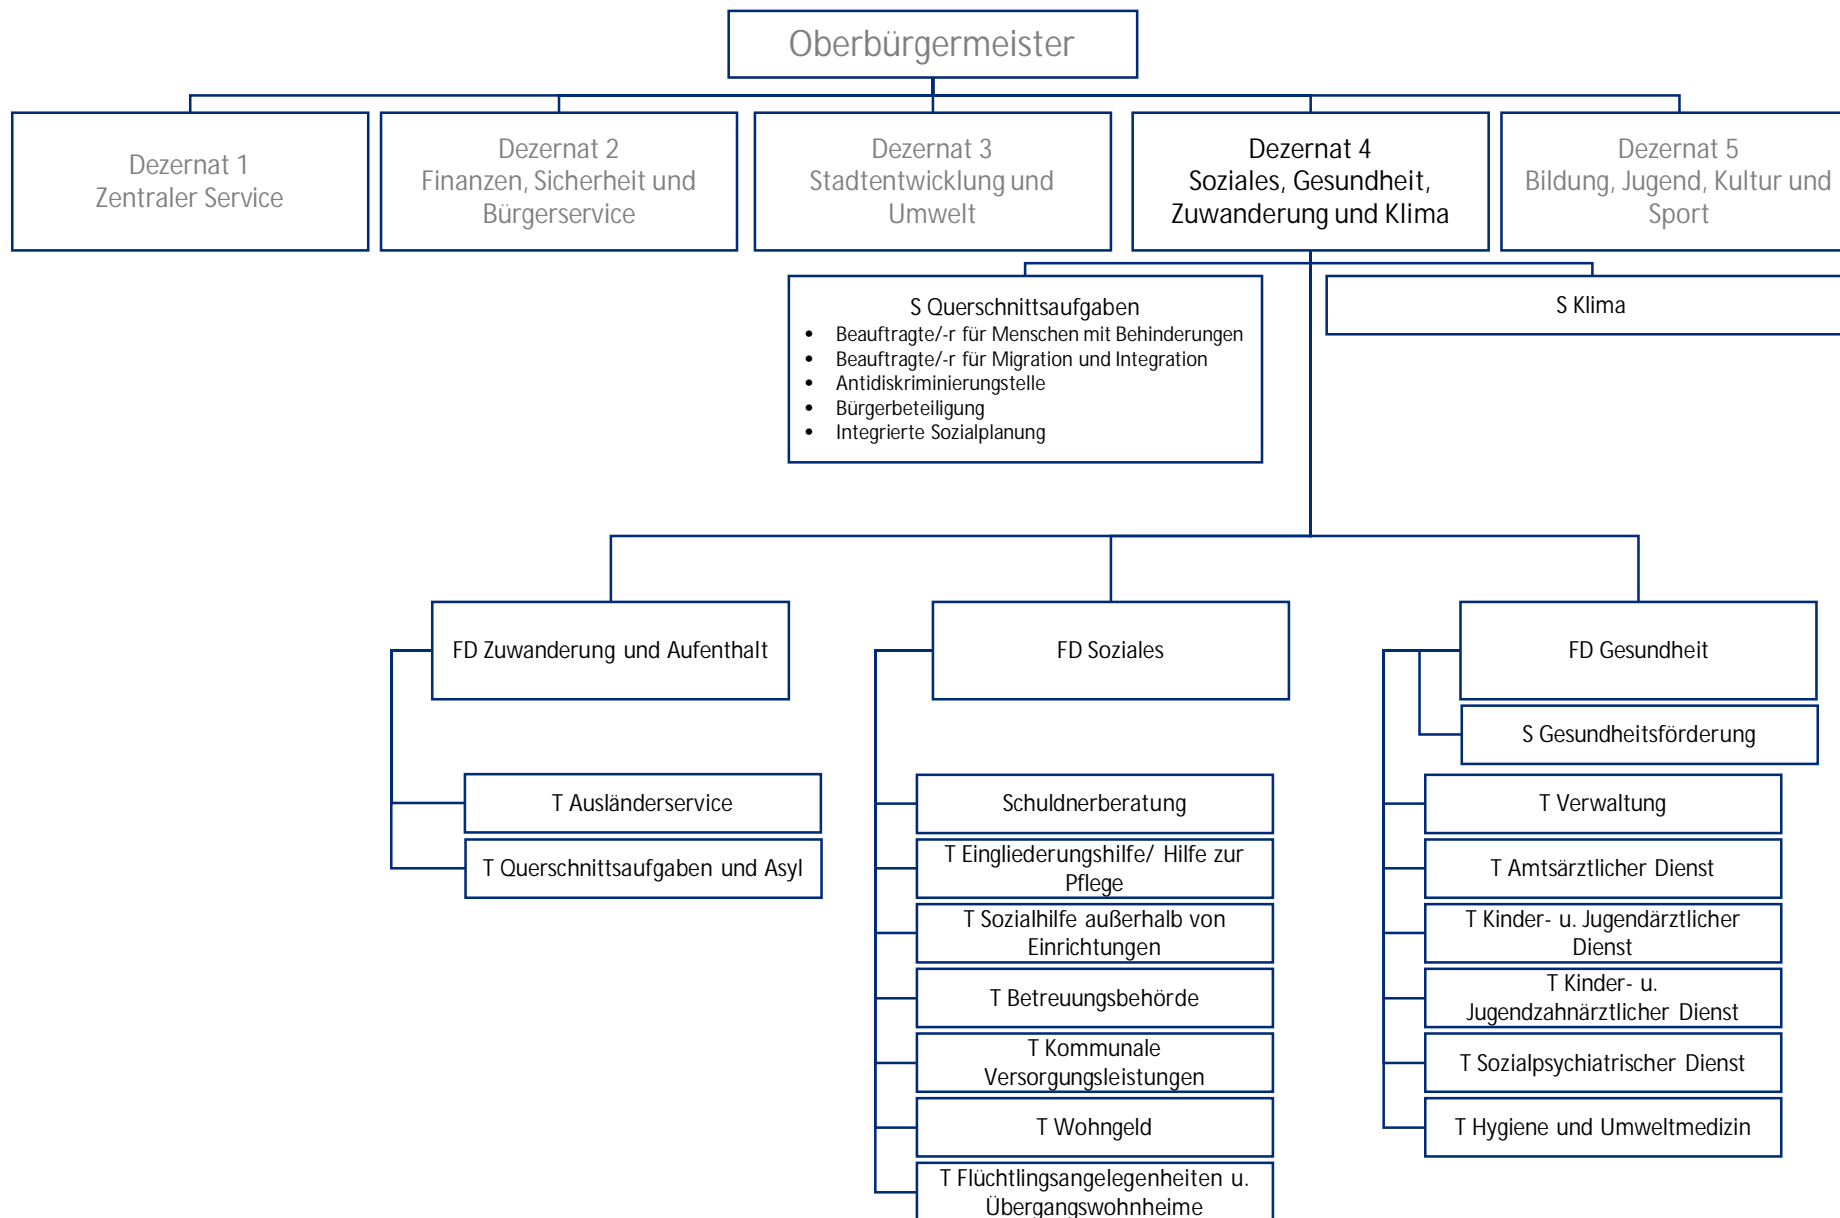 Oberbürgermeister
Dezernat 1
Zentraler Service
Dezernat 2
Finanzen, Sicherheit und
Bürgerservice
Dezernat 3
Stadtentwicklung und
Umwelt
Dezernat 4
Soziales, Gesundheit,
Zuwanderung und Klima
Dezernat 5
Bildung, Jugend, Kultur und
Sport
S Querschnittsaufgaben
• Beauftragte/-r für Menschen mit Behinderungen
• Beauftragte/-r für Migration und Integration
• Antidiskriminierungstelle
• Bürgerbeteiligung
• Integrierte Sozialplanung
S Klima
FD Zuwanderung und Aufenthalt
T Ausländerservice
T Querschnittsaufgaben und Asyl
FD Soziales
Schuldnerberatung
T Eingliederungshilfe/ Hilfe zur
Pflege
T Sozialhilfe außerhalb von
Einrichtungen
T Betreuungsbehörde
T Kommunale
Versorgungsleistungen
T Wohngeld
T Flüchtlingsangelegenheiten u.
Übergangswohnheime
FD Gesundheit
S Gesundheitsförderung
T Verwaltung
T Amtsärztlicher Dienst
T Kinder- u. Jugendärztlicher
Dienst
T Kinder- u.
Jugendzahnärztlicher Dienst
T Sozialpsychiatrischer Dienst
T Hygiene und Umweltmedizin